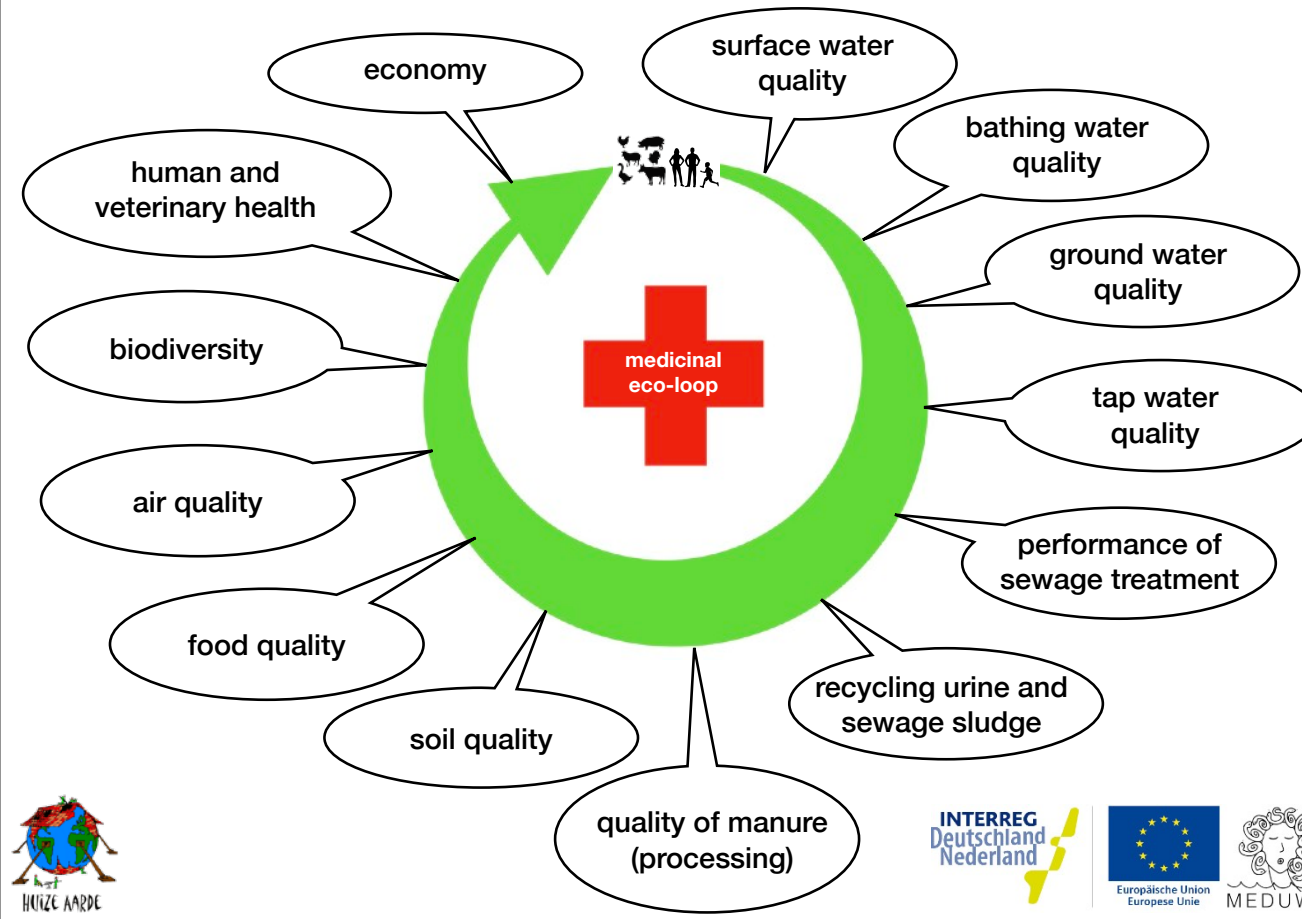 economy
surface water
quality
bathing water
quality
ground water
quality
tap water
quality
performance of
sewage treatment
recycling urine and
sewage sludge
quality of manure
(processing)
soil quality
food quality
air quality
biodiversity
human and
veterinary health
medicinal
eco-loop
HUIZE AARDE
INTERREG
Deutschland
Nederland
Europäische Union
Europese Unie